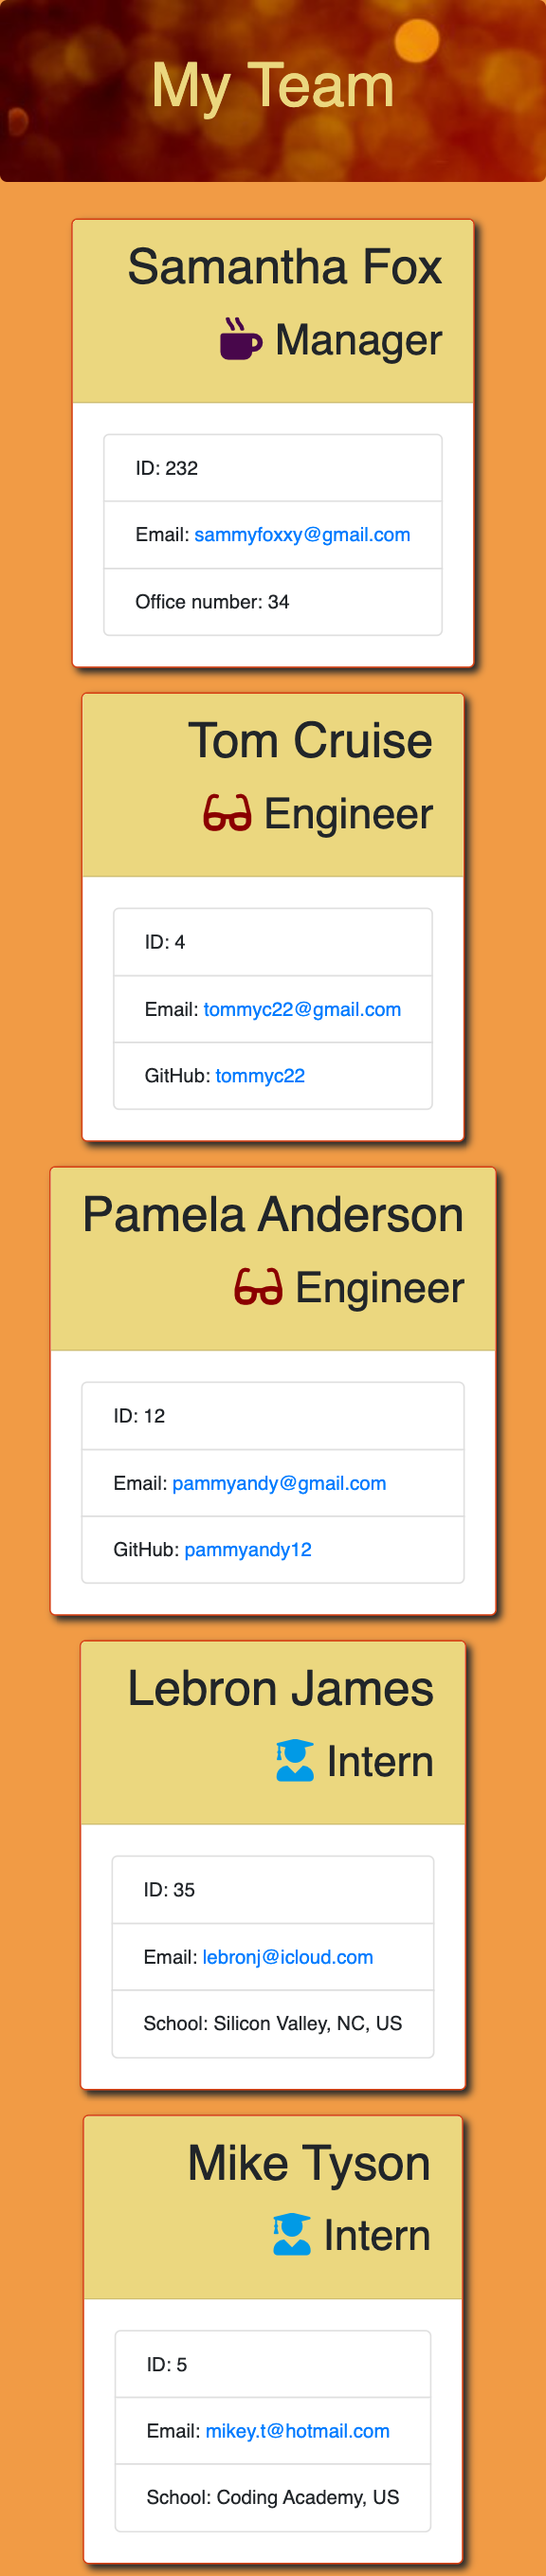 My Team
Samantha Fox
Manager
ID: 232
Email: sammyfoxxy@gmail.com
Office number: 34
Tom Cruise
Engineer
ID: 4
Email: tommyc22@gmail.com
GitHub: tommyc22
Pamela Anderson
Engineer
ID: 12
Email: pammyandy@gmail.com
GitHub: pammyandy12
Lebron James
Intern
ID: 35
Email: lebronj@icloud.com
School: Silicon Valley, NC, US
Mike Tyson
Intern
ID: 5
Email: mikey.t@hotmail.com
School: Coding Academy, US